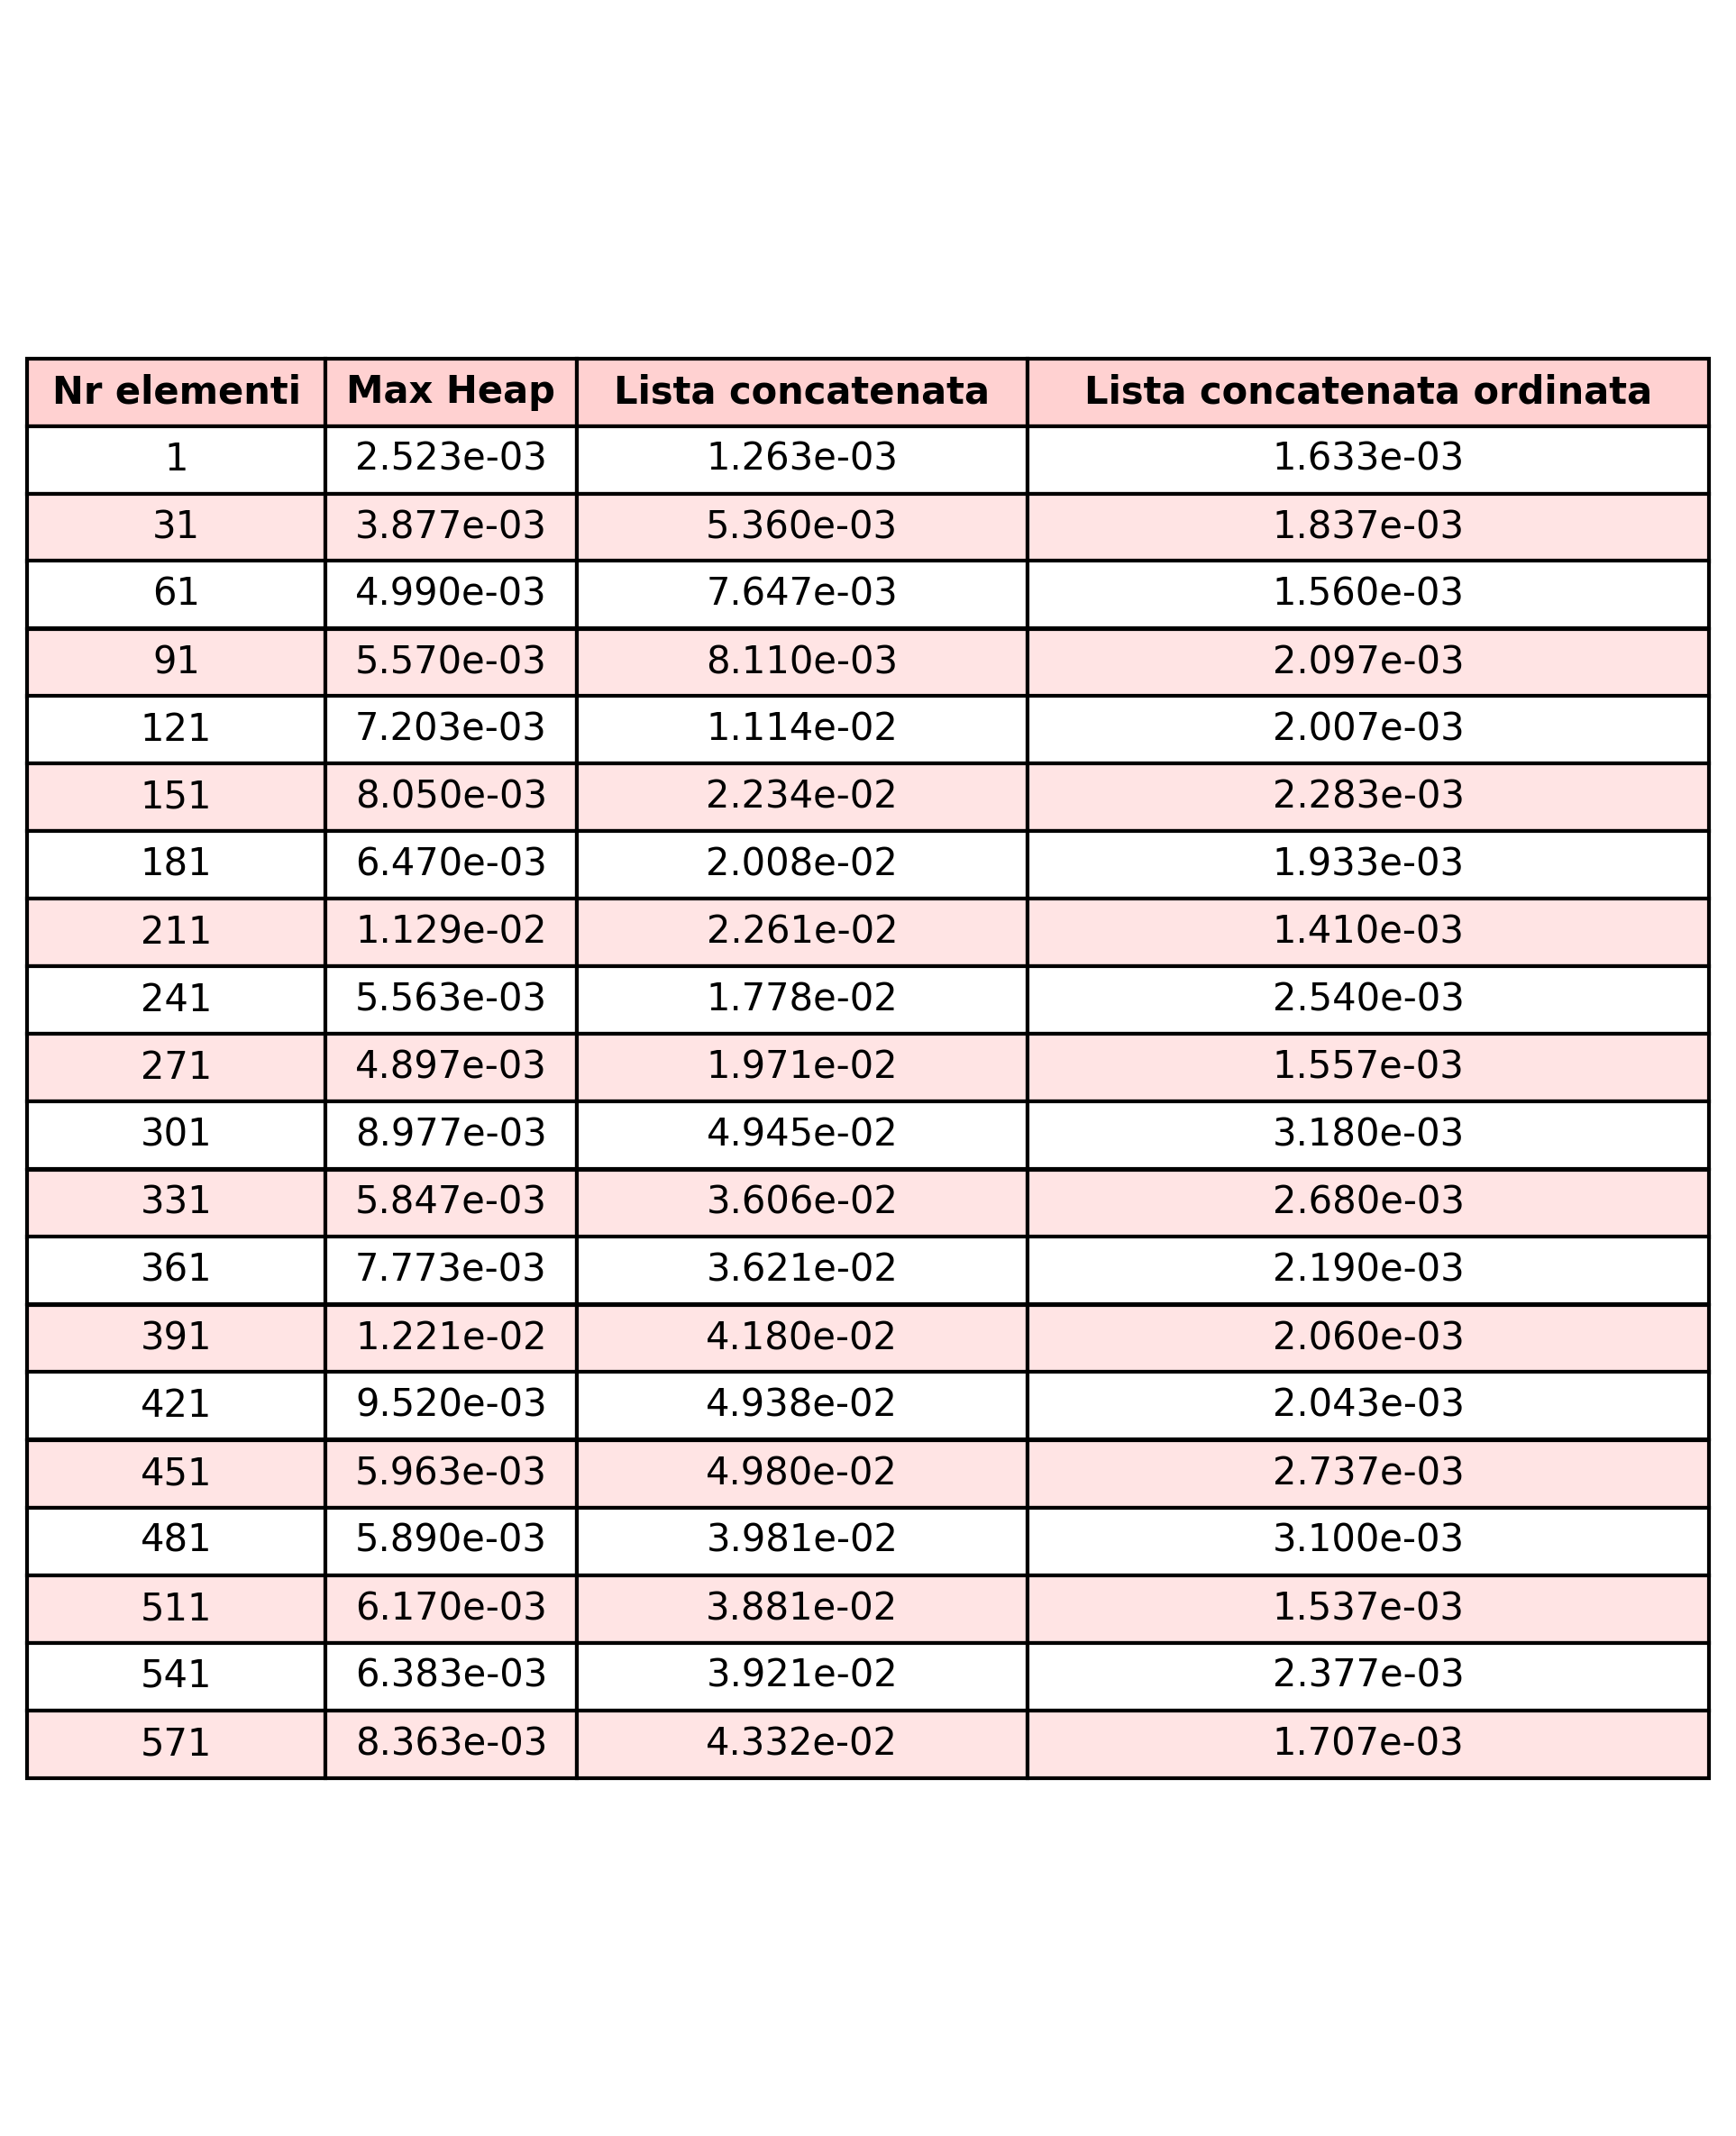 Nr elementi Max Heap Lista concatenata Lista concatenata ordinata
1 2.523e-03 1.263e-03 1.633e-03
31 3.877e-03 5.360e-03 1.837e-03
61 4.990e-03 7.647e-03 1.560e-03
91 5.570e-03 8.110e-03 2.097e-03
121 7.203e-03 1.114e-02 2.007e-03
151 8.050e-03 2.234e-02 2.283e-03
181 6.470e-03 2.008e-02 1.933e-03
211 1.129e-02 2.261e-02 1.410e-03
241 5.563e-03 1.778e-02 2.540e-03
271 4.897e-03 1.971e-02 1.557e-03
301 8.977e-03 4.945e-02 3.180e-03
331 5.847e-03 3.606e-02 2.680e-03
361 7.773e-03 3.621e-02 2.190e-03
391 1.221e-02 4.180e-02 2.060e-03
421 9.520e-03 4.938e-02 2.043e-03
451 5.963e-03 4.980e-02 2.737e-03
481 5.890e-03 3.981e-02 3.100e-03
511 6.170e-03 3.881e-02 1.537e-03
541 6.383e-03 3.921e-02 2.377e-03
571 8.363e-03 4.332e-02 1.707e-03